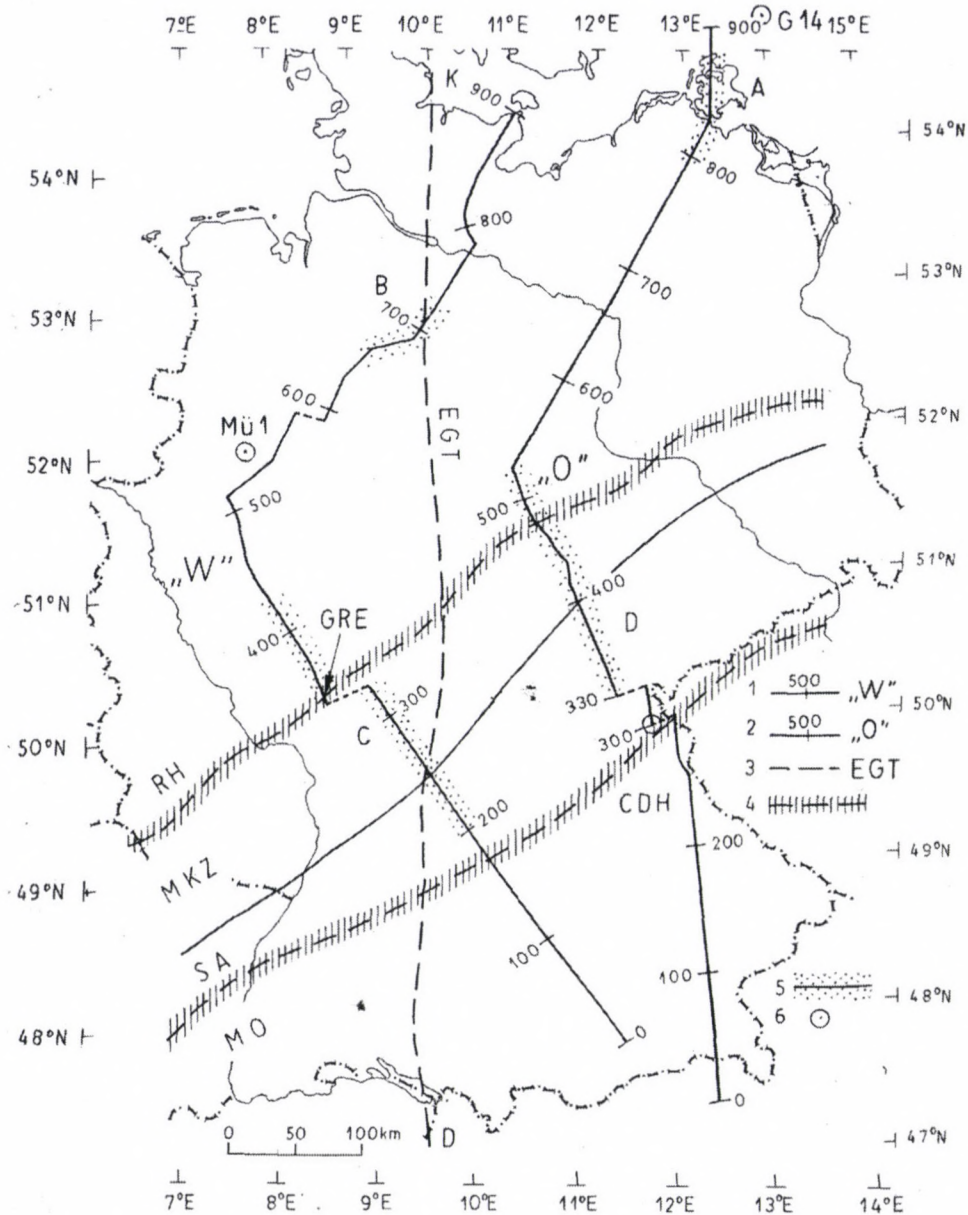 7°E 8°E 9°E 10°E 11°E 12°E 13°E 900 G14 15°E
K
900
A
54°N
800
54°N
800
B
700
53°N
700
53°N
600
600
EGT
52°N
Mü1
52°N
„O”
500
500
„W”
51°N
400
51°N
GRE
400
D
330
300
1 500 „W”
50°N
300
2 500 „O”
50°N
C
3 EGT
RH
CDH
4
200
200
49°N
MKZ
49°N
SA
100
100
5
48°N
6
48°N
MO
0
0
0 50 100km
D
47°N
7°E 8°E 9°E 10°E 11°E 12°E 13°E 14°E